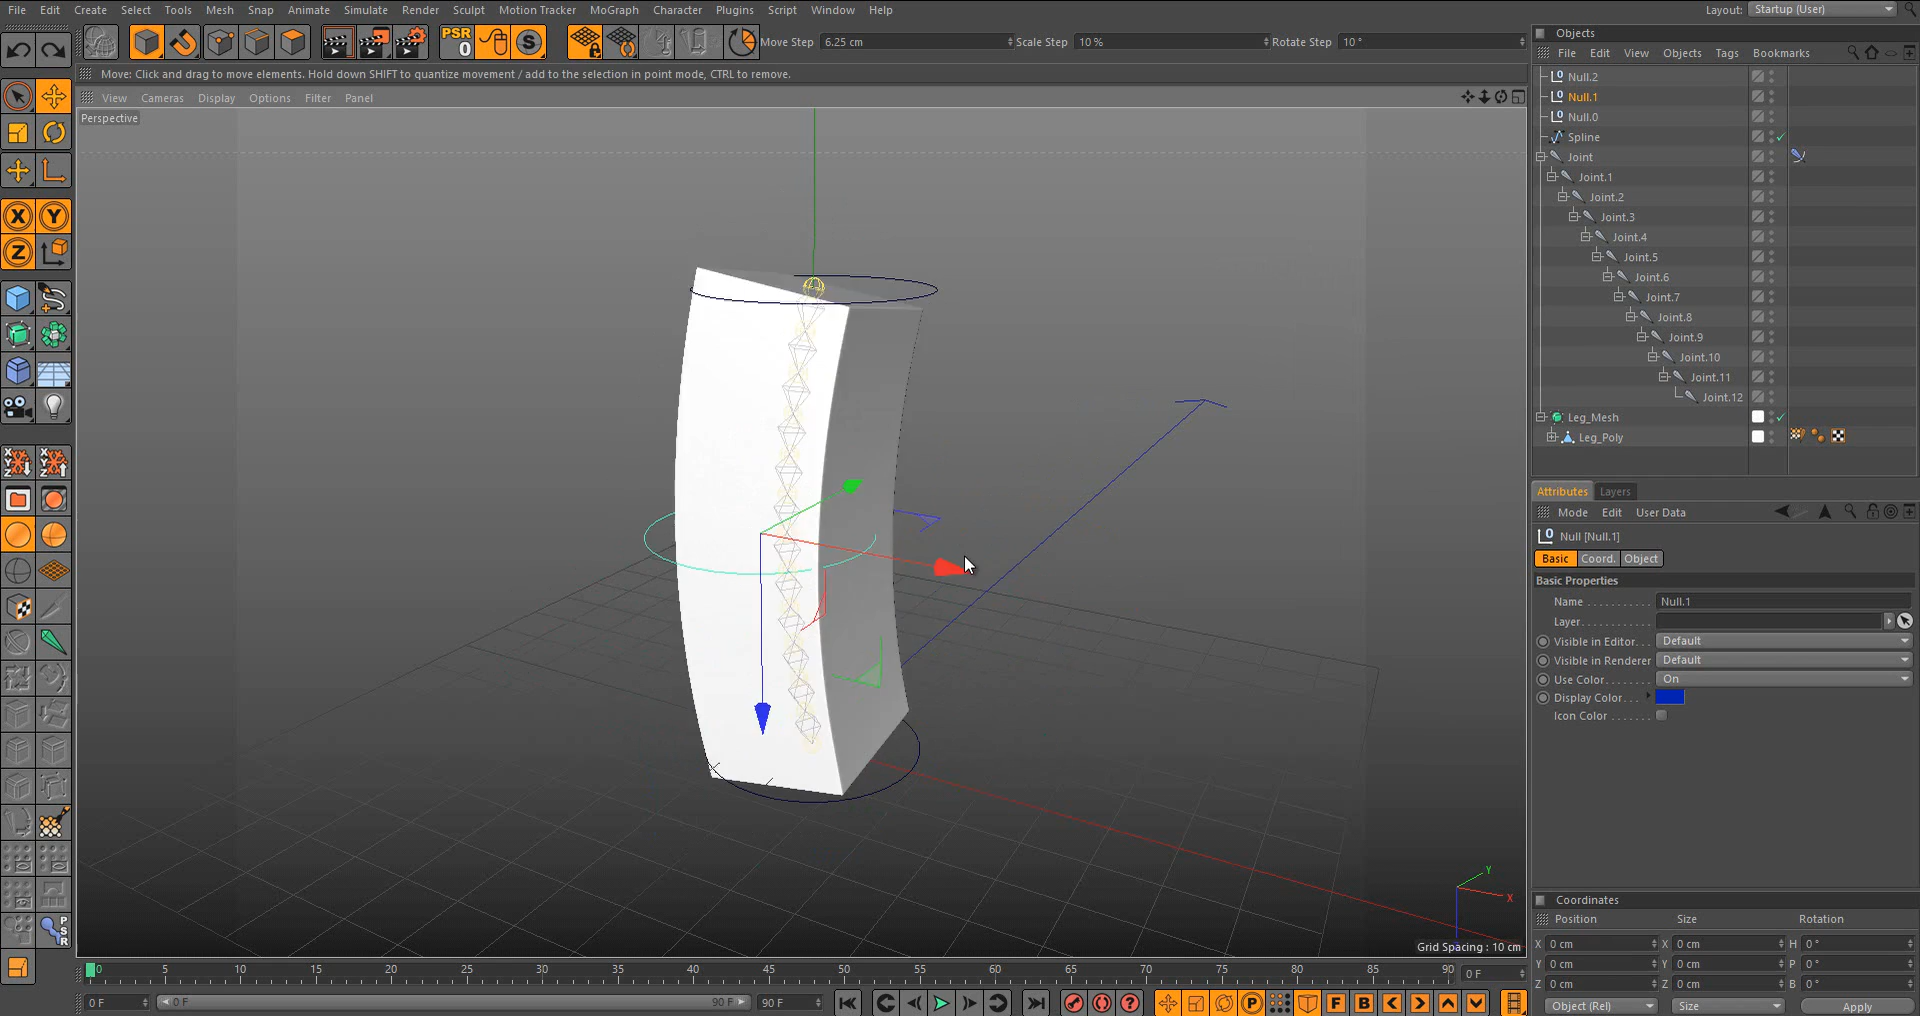 File Edit Create Select Tools Mesh Snap Animate Simulate Render Sculpt Motion Tracker MoGraph Character Plugins Script Window Help
Layout: Startup (User)
PSR 0 S
Move Step 6.25 cm Scale Step 10 % Rotate Step 10 °
Move: Click and drag to move elements. Hold down SHIFT to quantize movement / add to the selection in point mode, CTRL to remove.
View Cameras Display Options Filter Panel
Perspective
X Y
Z
Y
X
Grid Spacing : 10 cm
Objects
File Edit View Objects Tags Bookmarks
Null.2
Null.1
Null.0
Spline
Joint
Joint.1
Joint.2
Joint.3
Joint.4
Joint.5
Joint.6
Joint.7
Joint.8
Joint.9
Joint.10
Joint.11
Joint.12
Leg_Mesh
Leg_Poly
Attributes Layers
Mode Edit User Data
Null [Null.1]
Basic Coord. Object
Basic Properties
Name Null.1
Layer
Visible in Editor Default
Visible in Renderer Default
Use Color On
Display Color
Icon Color
Coordinates
Position Size Rotation
X 0 cm X 0 cm H 0 °
Y 0 cm Y 0 cm P 0 °
Z 0 cm Z 0 cm B 0 °
Object (Rel) Size Apply
0 5 10 15 20 25 30 35 40 45 50 55 60 65 70 75 80 85 90 0 F
0 F 0 F 90 F 90 F
P F B
PSR